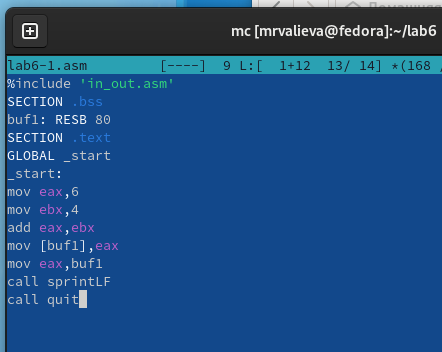 mc [mrvalieva@fedora]:~/lab6
lab6-1.asm [----] 9 L:[ 1+12 13/ 14] *(168 /
%include 'in_out.asm'
SECTION .bss
buf1: RESB 80
SECTION .text
GLOBAL _start
_start:
mov eax,6
mov ebx,4
add eax,ebx
mov [buf1],eax
mov eax,buf1
call sprintLF
call quit